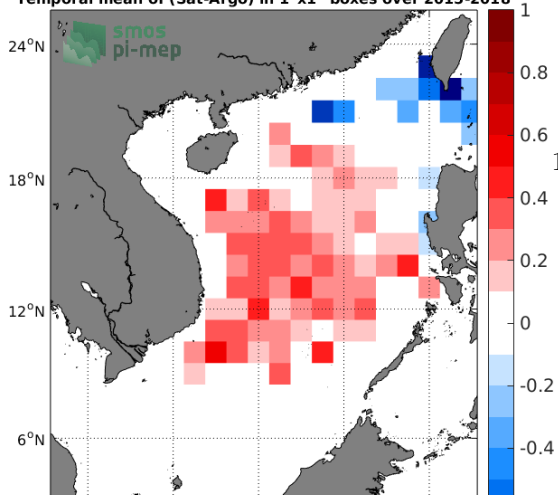 Temporal mean of (Sat-Argo) in 1°x1° boxes over 2015-2018
smos
pi-mep
24°N
18°N
12°N
6°N
1
0.8
0.6
0.4
0.2
0
-0.2
-0.4